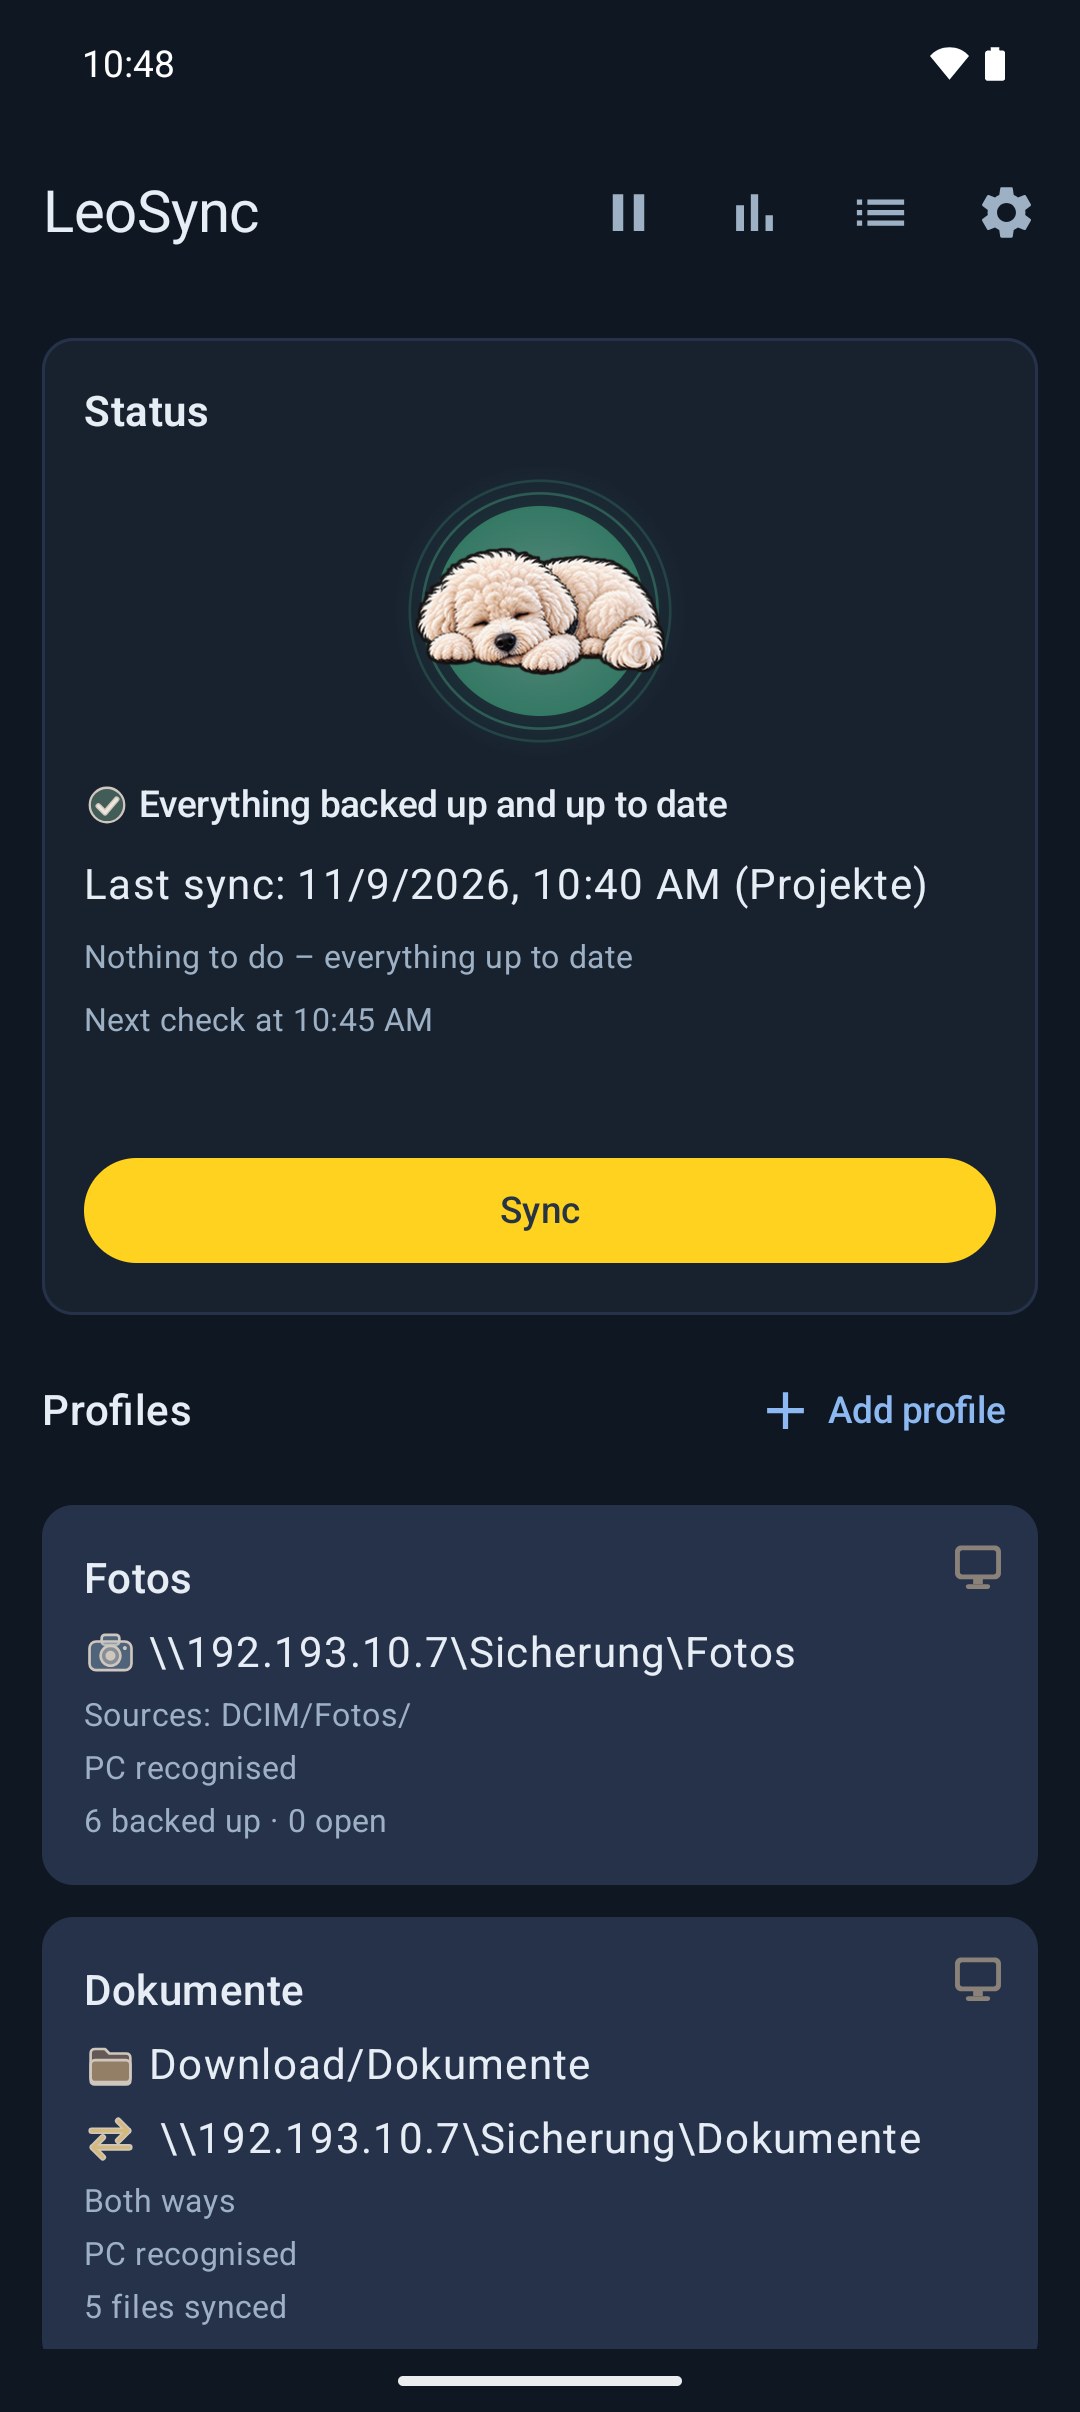 10:48
LeoSync
Status
Everything backed up and up to date
Last sync: 11/9/2026, 10:40 AM (Projekte)
Nothing to do – everything up to date
Next check at 10:45 AM
Sync
Profiles
Add profile
Fotos
\\192.193.10.7\Sicherung\Fotos
Sources: DCIM/Fotos/
PC recognised
6 backed up · 0 open
Dokumente
Download/Dokumente
\\192.193.10.7\Sicherung\Dokumente
Both ways
PC recognised
5 files synced